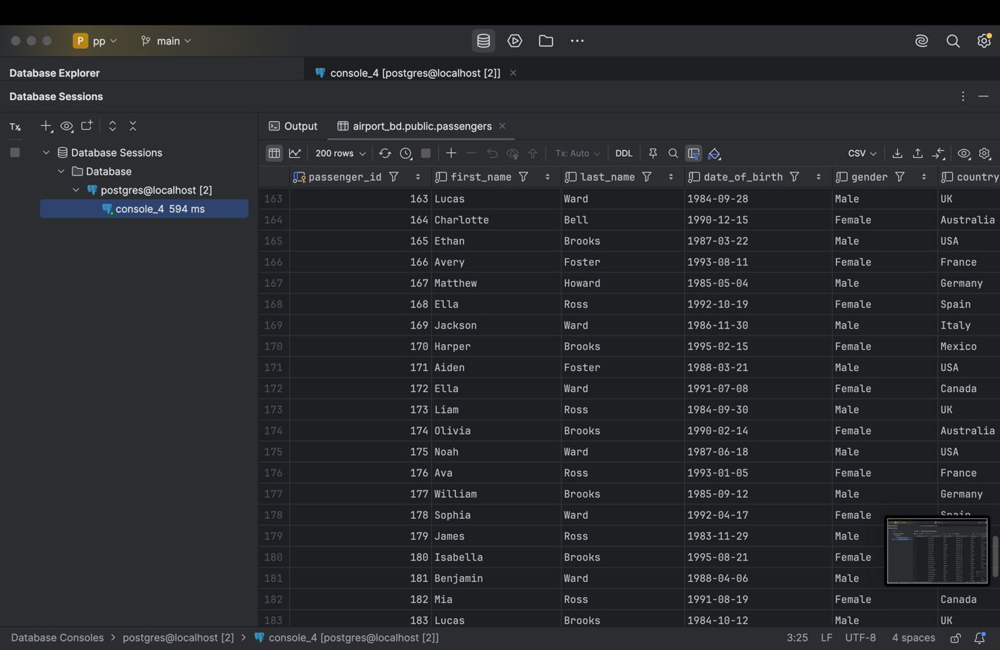 P pp main
Database Explorer
console_4 [postgres@localhost [2]]
Database Sessions
Tx
Output airport_bd.public.passengers
Database Sessions
Database
postgres@localhost [2]
console_4 594 ms
200 rows Tx: Auto DDL CSV
passenger_id first_name last_name date_of_birth gender country
163 163 Lucas Ward 1984-09-28 Male UK
164 164 Charlotte Bell 1990-12-15 Female Australia
165 165 Ethan Brooks 1987-03-22 Male USA
166 166 Avery Foster 1993-08-11 Female France
167 167 Matthew Howard 1985-05-04 Male Germany
168 168 Ella Ross 1992-10-19 Female Spain
169 169 Jackson Ward 1986-11-30 Male Italy
170 170 Harper Brooks 1995-02-15 Female Mexico
171 171 Aiden Foster 1988-03-21 Male USA
172 172 Ella Ward 1991-07-08 Female Canada
173 173 Liam Ross 1984-09-30 Male UK
174 174 Olivia Brooks 1990-02-14 Female Australia
175 175 Noah Ward 1987-06-18 Male USA
176 176 Ava Ross 1993-01-05 Female France
177 177 William Brooks 1985-09-12 Male Germany
178 178 Sophia Ward 1992-04-17 Female Spain
179 179 James Ross 1983-11-29 Male
180 180 Isabella Brooks 1995-08-21 Female
181 181 Benjamin Ward 1988-04-06 Male
182 182 Mia Ross 1991-08-19 Female Canada
183 183 Lucas Brooks 1984-10-12 Male UK
Database Consoles > postgres@localhost [2] > console_4 [postgres@localhost [2]] 3:25 LF UTF-8 4 spaces